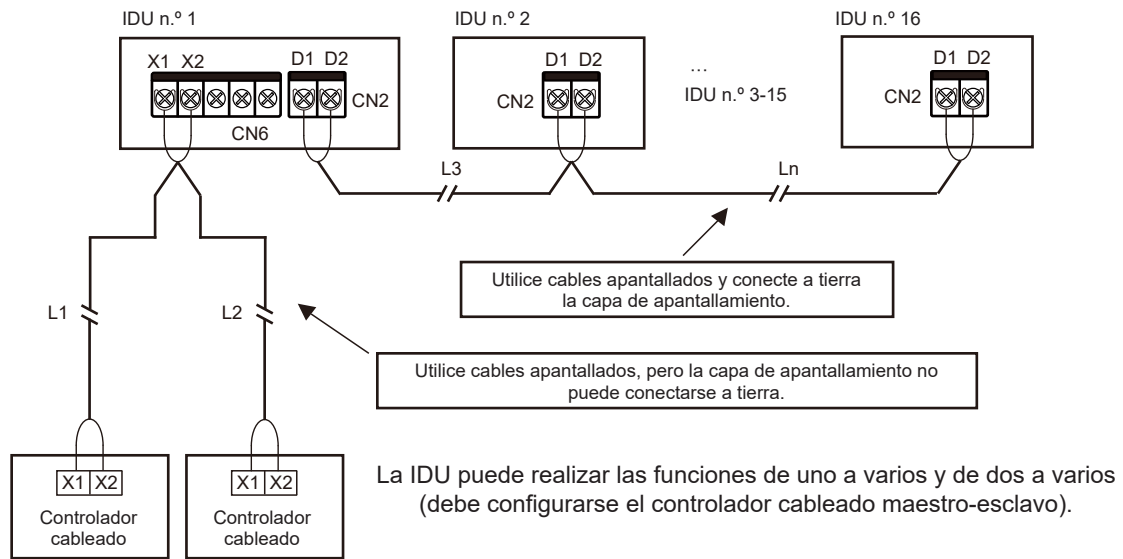 IDU n.º 1
IDU n.º 2
IDU n.º 16
X1 X2
D1 D2
CN2
CN6
D1 D2
CN2
...
IDU n.º 3-15
D1 D2
CN2
L3
Ln
Utilice cables apantallados y conecte a tierra
la capa de apantallamiento.
L1
L2
Utilice cables apantallados, pero la capa de apantallamiento no
puede conectarse a tierra.
X1 X2
Controlador
cableado
X1 X2
Controlador
cableado
La IDU puede realizar las funciones de uno a varios y de dos a varios
(debe configurarse el controlador cableado maestro-esclavo).